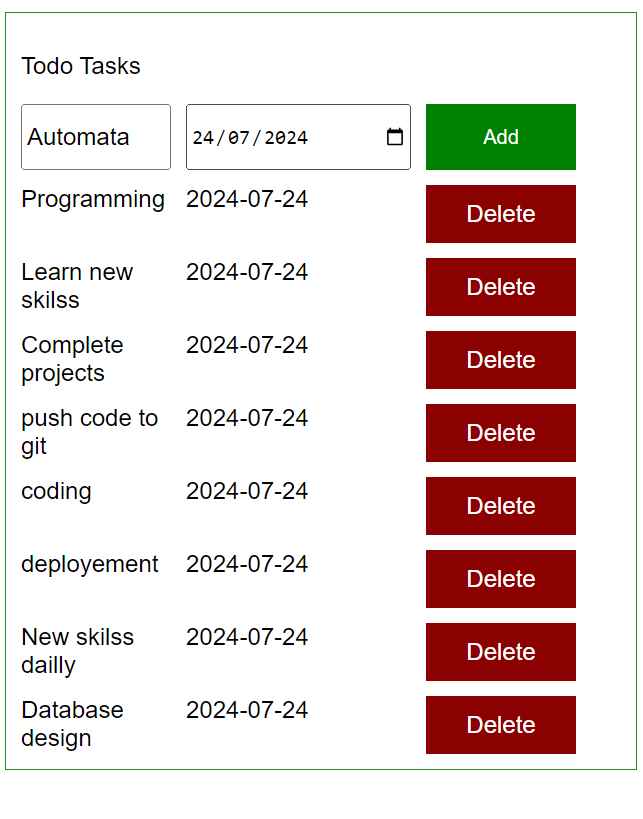 Todo Tasks
Automata 24/07/2024 Add
Programming 2024-07-24 Delete
Learn new 2024-07-24 Delete
skilss
Complete 2024-07-24 Delete
projects
push code to 2024-07-24 Delete
git
coding 2024-07-24 Delete
deployement 2024-07-24 Delete
New skilss 2024-07-24 Delete
dailly
Database 2024-07-24 Delete
design